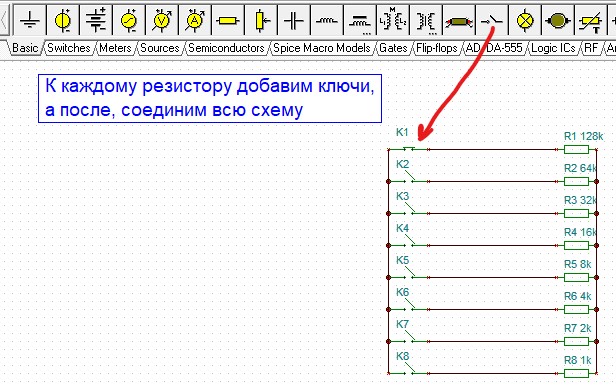 Basic Switches Meters Sources Semiconductors Spice Macro Models Gates Flip-flops AD/DA-555 Logic ICs RF
К каждому резистору добавим ключи,
а после, соединим всю схему
K1 R1 128k
K2 R2 64k
K3 R3 32k
K4 R4 16k
K5 R5 8k
K6 R6 4k
K7 R7 2k
K8 R8 1k